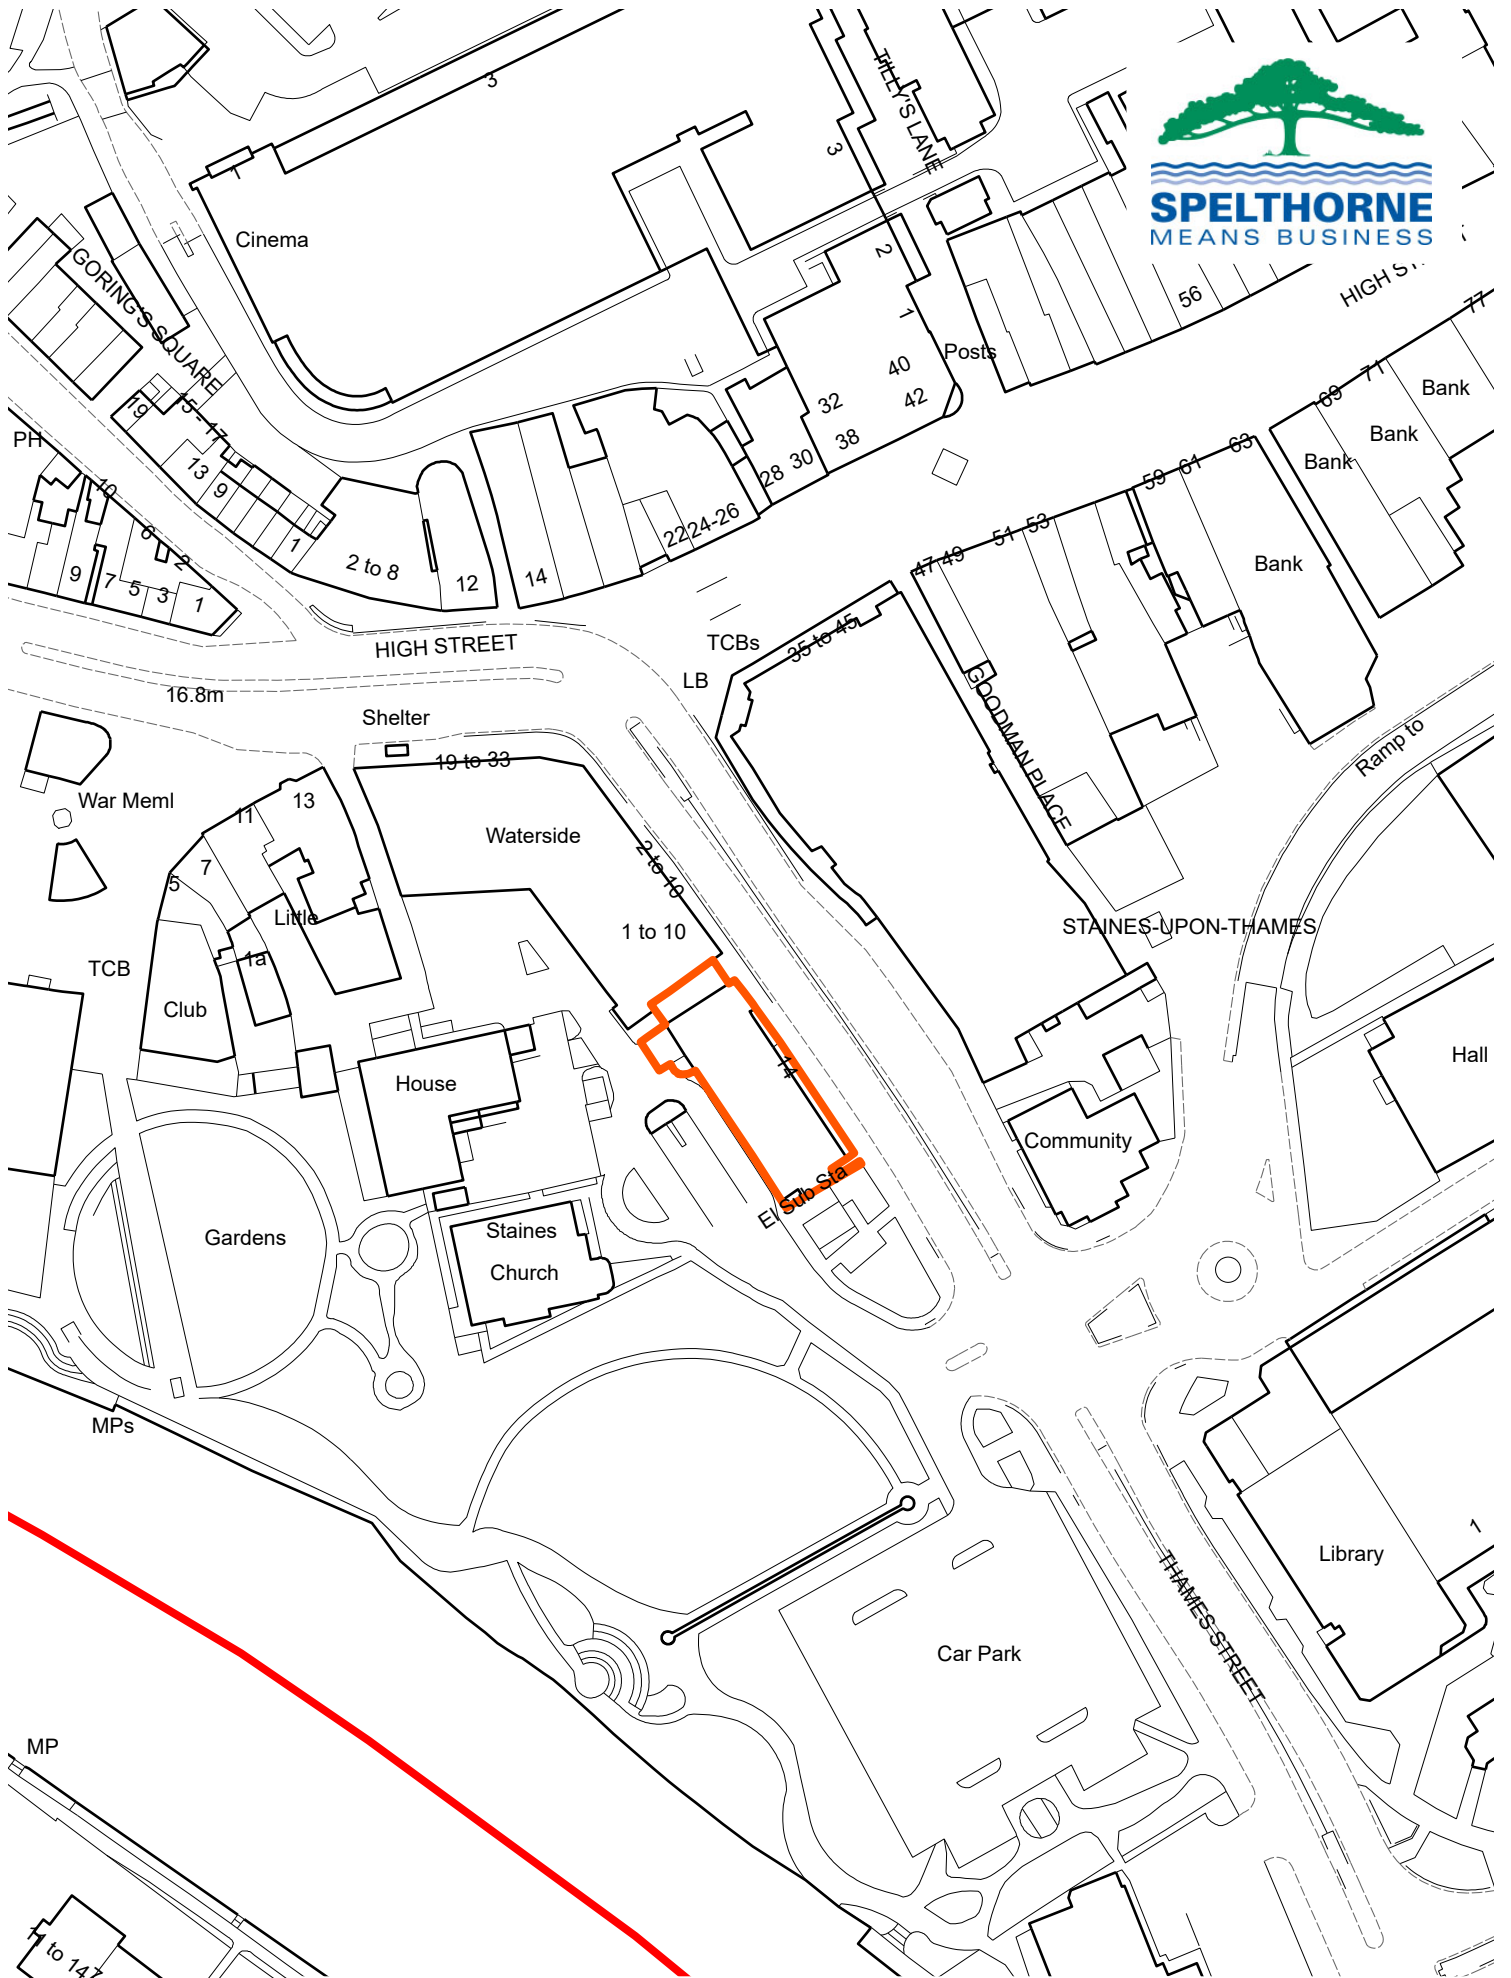 3
TILLY'S LANE
3
1
SPELTHORNE
MEANS BUSINESS
Cinema
2
GORING'S SQUARE
HIGH ST
56
77
1
Posts
40
71
42
32
69
Bank
19
15 - 17
38
Bank
PH
63
Bank
13
30
61
28
59
10
9
24-26
22
53
51
6
1
49
47
2
2 to 8
Bank
9
7
5
3
1
12
14
HIGH STREET
TCBs
35 to 45
LB
16.8m
GOODMAN PLACE
Shelter
Ramp to
19 to 33
War Meml
13
11
Waterside
2 to 10
7
5
Little
STAINES-UPON-THAMES
1 to 10
TCB
1a
Club
14
House
Hall
Community
El Sub Sta
Gardens
Staines
Church
MPs
1
Library
THAMES STREET
Car Park
MP